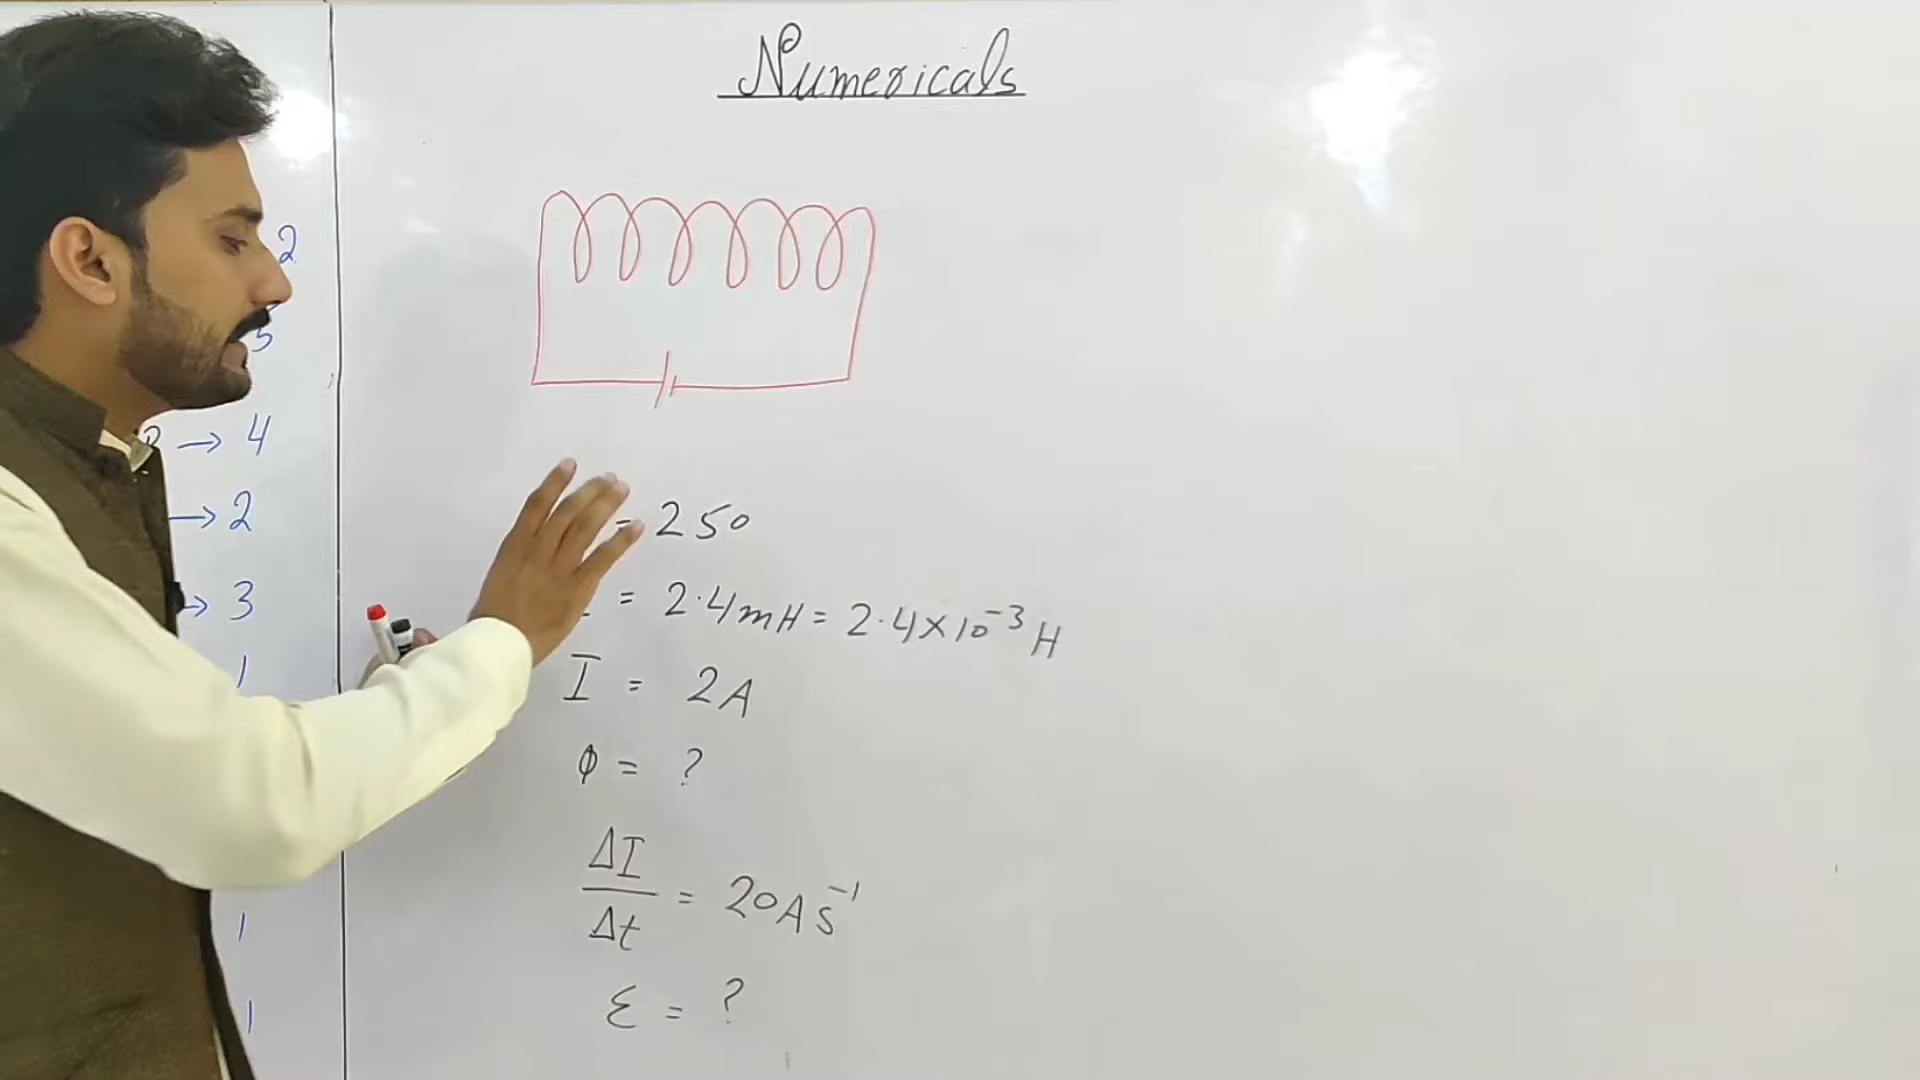 Numericals
2
5
→ 4
→ 2
→ 3
1
1
1
= 250
= 2.4mH = 2.4×10⁻³ H
I = 2A
φ = ?
ΔI/Δt = 20As⁻¹
ε = ?